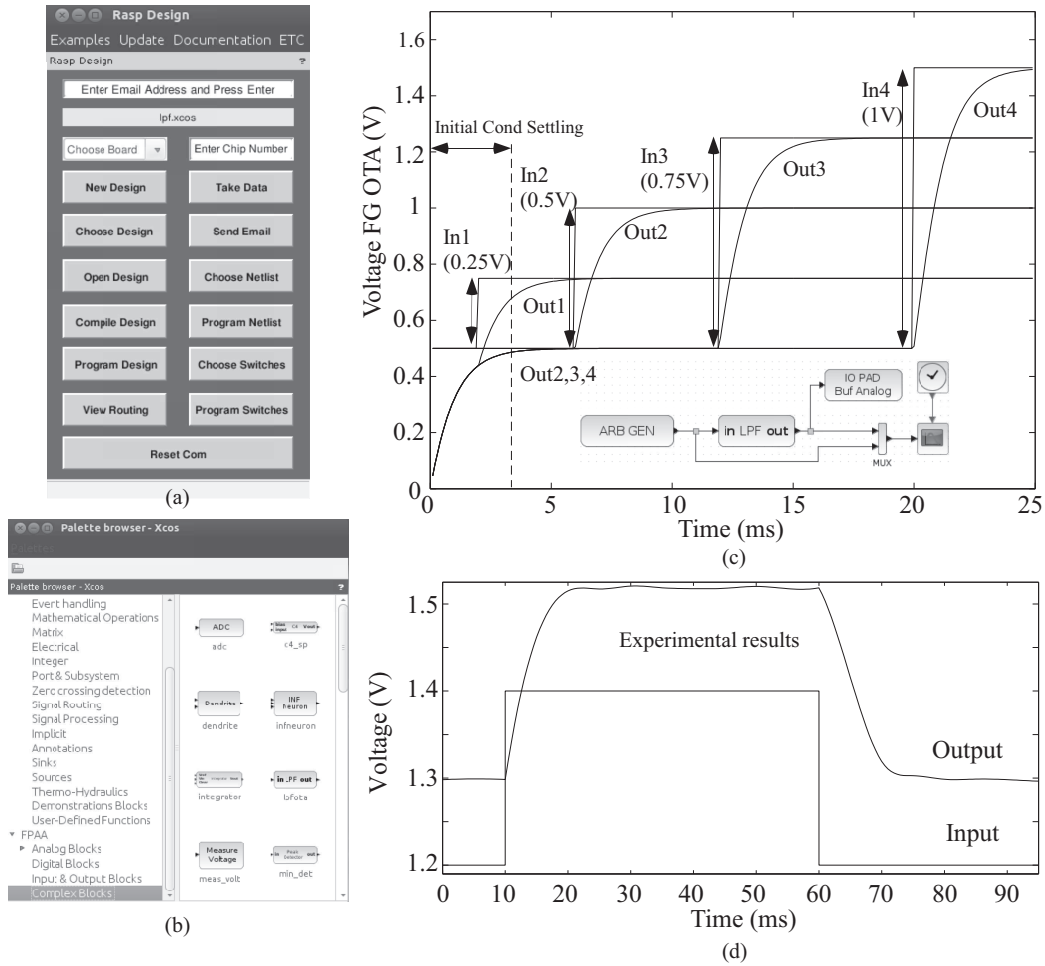 Rasp Design
Examples Update Documentation ETC
Rasp Design ?
Enter Email Address and Press Enter
lpf.xcos
Choose Board
Enter Chip Number
New Design
Take Data
Choose Design
Send Email
Open Design
Choose Netlist
Compile Design
Program Netlist
Program Design
Choose Switches
View Routing
Program Switches
Reset Com
(a)
Palette browser - Xcos
Palettes
Palette browser - Xcos ?
Event handling
Mathematical Operations
Matrix
Electrical
Integer
Port & Subsystem
Zero crossing detection
Signal Routing
Signal Processing
Implicit
Annotations
Sinks
Sources
Thermo-Hydraulics
Demonstrations Blocks
User-Defined Functions
FPAA
Analog Blocks
Digital Blocks
Input & Output Blocks
Complex Blocks
ADC
adc
C4 Vout
c4_sp
Dendrite
dendrite
INF
Neuron
infneuron
integrator
in LPF out
lpfota
Measure
Voltage
meas_volt
in Peak Detector out
min_det
(b)
Voltage FG OTA (V)
1.6
1.4
1.2
1
0.8
0.6
0.4
0.2
0
0
5
10
15
20
25
Time (ms)
Initial Cond Settling
In1
(0.25V)
In2
(0.5V)
In3
(0.75V)
In4
(1V)
Out1
Out2
Out3
Out4
Out2,3,4
ARB GEN
in LPF out
IO PAD
Buf Analog
MUX
(c)
Voltage (V)
1.5
1.4
1.3
1.2
Experimental results
Output
Input
0
10
20
30
40
50
60
70
80
90
Time (ms)
(d)